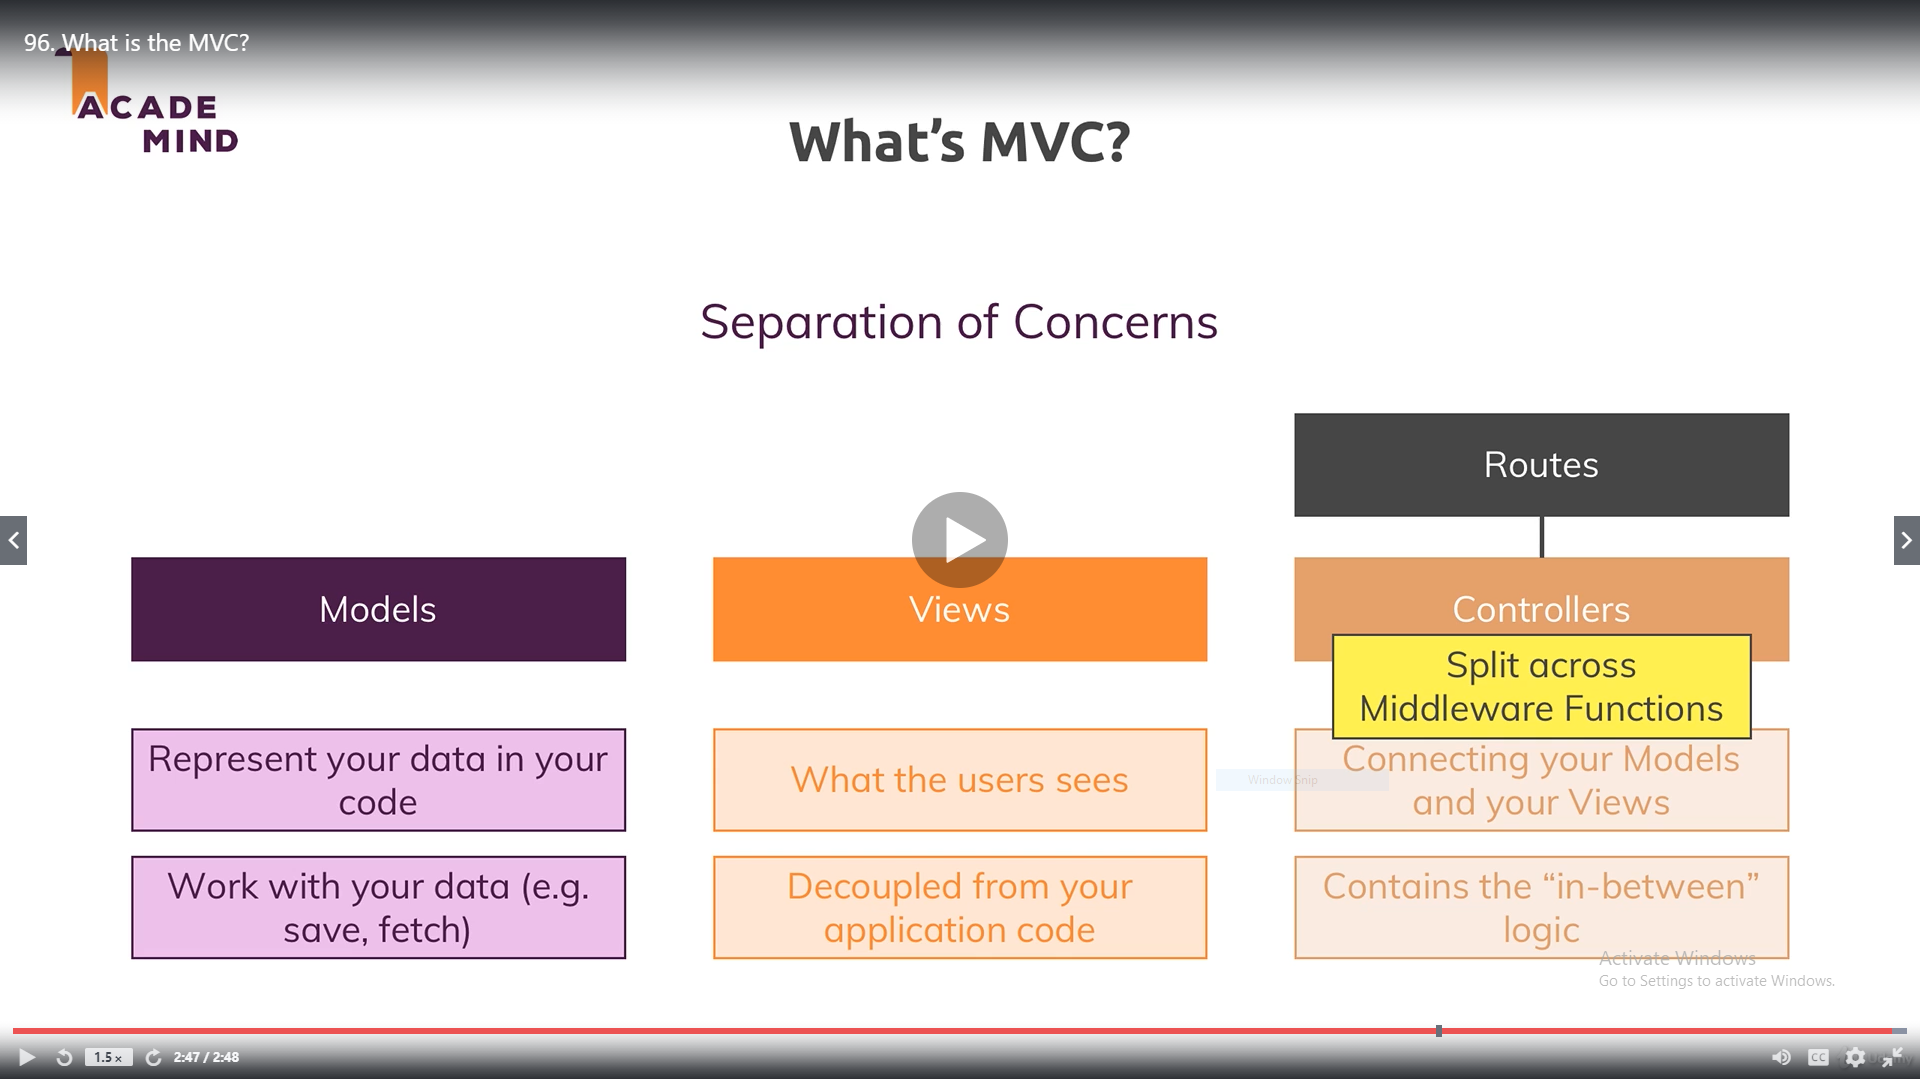 96. What is the MVC?
ACADE
MIND
What's MVC?
Separation of Concerns
Routes
Models
Views
Controllers
Split across
Middleware Functions
Represent your data in your
code
What the users sees
Window Snip
Connecting your Models
and your Views
Work with your data (e.g.
save, fetch)
Decoupled from your
application code
Contains the “in-between”
logic
Activate Windows
Go to Settings to activate Windows.
1.5x
2:47 / 2:48
CC